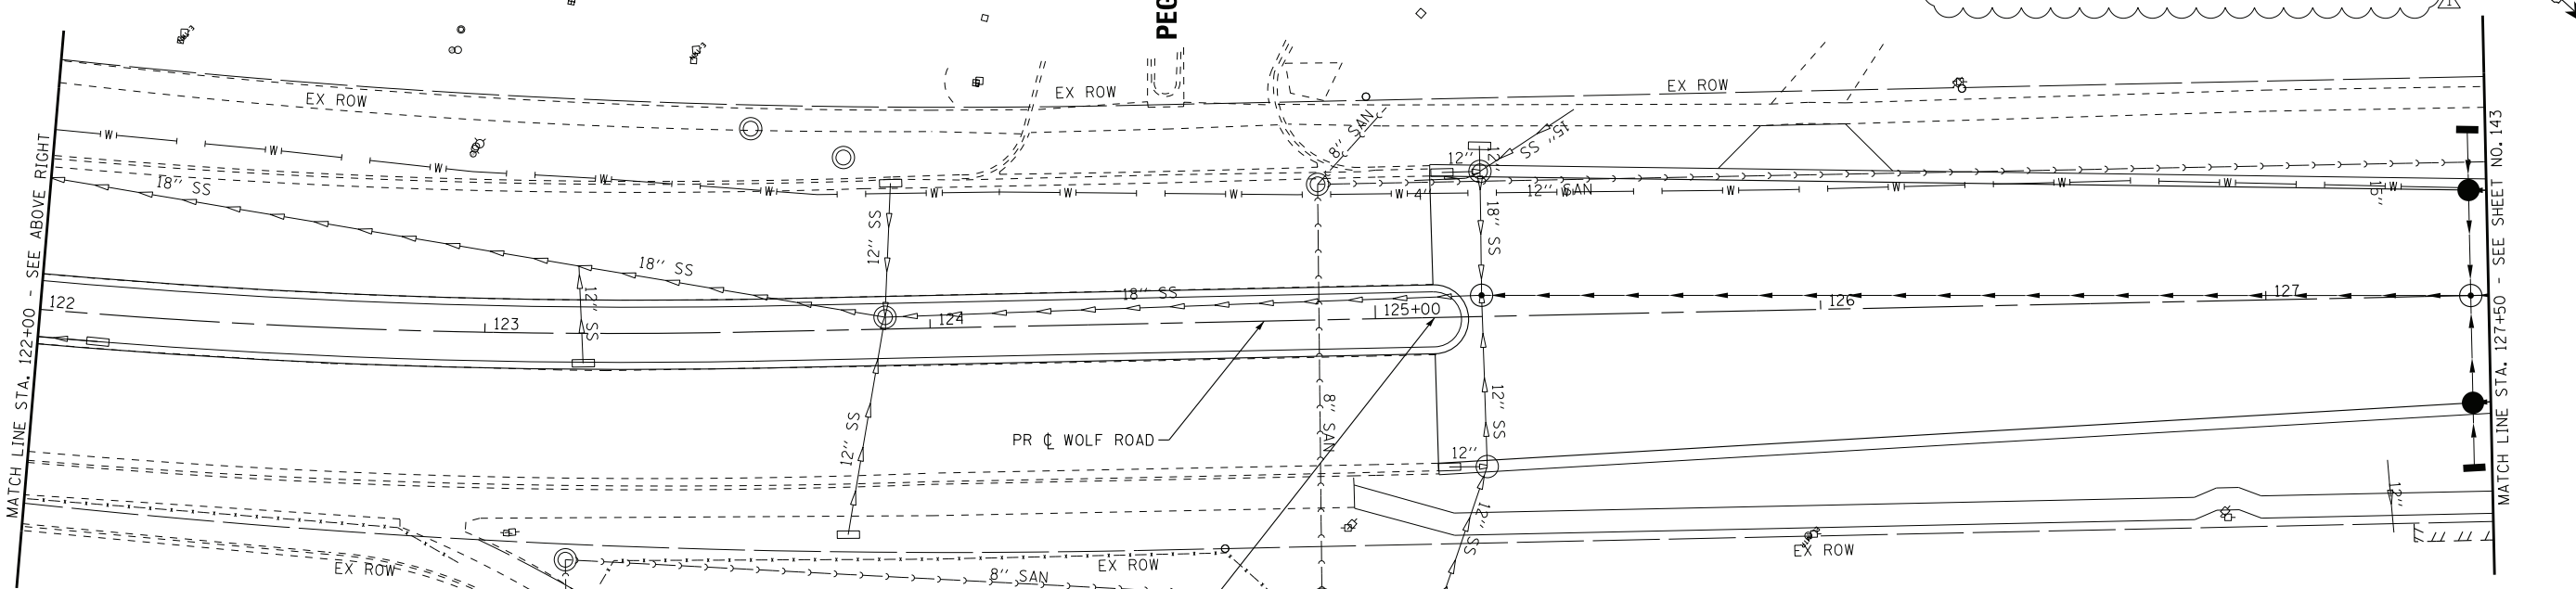 PEG
EX ROW
EX ROW
EX ROW
MATCH LINE STA. 122+00 - SEE ABOVE RIGHT
MATCH LINE STA. 127+50 - SEE SHEET NO. 143
W W W W W W W W W W W W W W W
8'' SAN
15'' SS
12''
12''
4''
12'' SAN
15''
18'' SS
12'' SS
18'' SS
18'' SS
18'' SS
12'' SS
122
123
124
125+00
126
127
12'' SS
12'' SS
8'' SAN
12''
12'' SS
12''
PR ℄ WOLF ROAD
EX ROW
8'' SAN
EX ROW
EX ROW